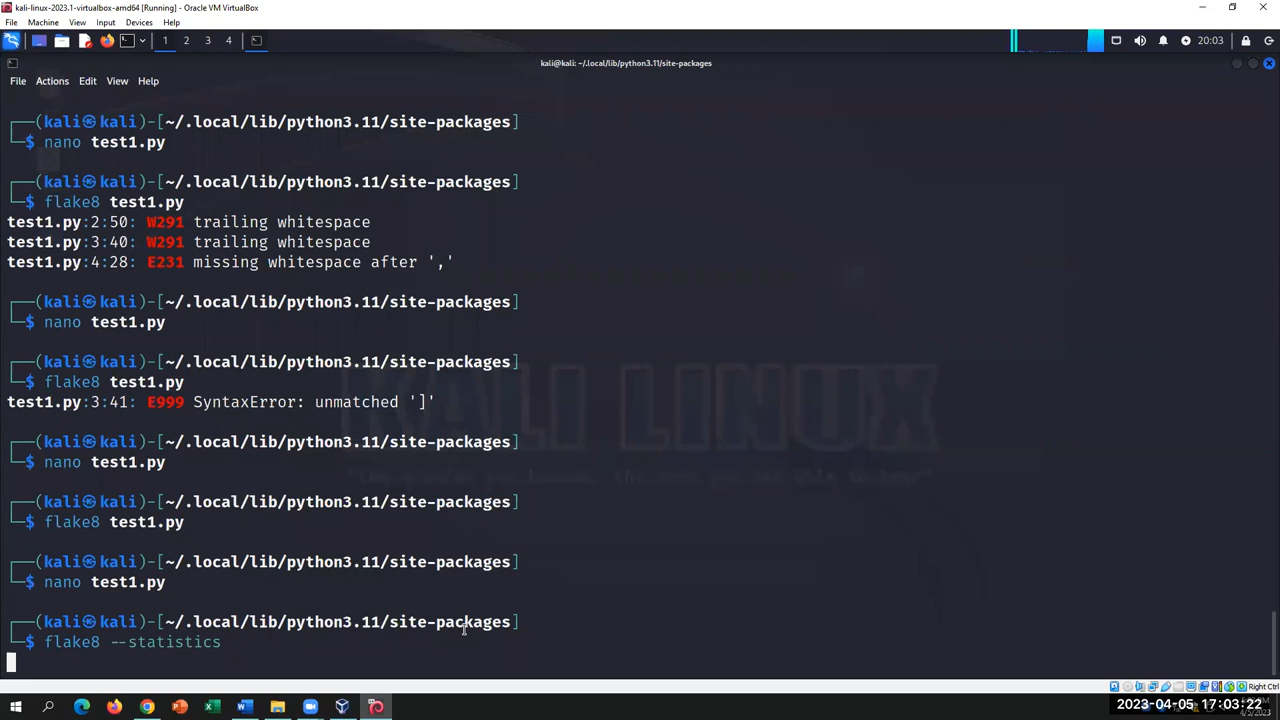 kali-linux-2023.1-virtualbox-amd64 [Running] - Oracle VM VirtualBox
File Machine View Input Devices Help
1 2 3 4 20:03
kali@kali: ~/.local/lib/python3.11/site-packages
File Actions Edit View Help
(kali㉿kali)-[~/.local/lib/python3.11/site-packages]
$ nano test1.py
(kali㉿kali)-[~/.local/lib/python3.11/site-packages]
$ flake8 test1.py
test1.py:2:50: W291 trailing whitespace
test1.py:3:40: W291 trailing whitespace
test1.py:4:28: E231 missing whitespace after ','
(kali㉿kali)-[~/.local/lib/python3.11/site-packages]
$ nano test1.py
(kali㉿kali)-[~/.local/lib/python3.11/site-packages]
$ flake8 test1.py
test1.py:3:41: E999 SyntaxError: unmatched ']'
KALI LINUX
(kali㉿kali)-[~/.local/lib/python3.11/site-packages]
$ nano test1.py
(kali㉿kali)-[~/.local/lib/python3.11/site-packages]
$ flake8 test1.py
(kali㉿kali)-[~/.local/lib/python3.11/site-packages]
$ nano test1.py
(kali㉿kali)-[~/.local/lib/python3.11/site-packages]
$ flake8 --statistics
Right Ctrl
2023-04-05 17:03:22